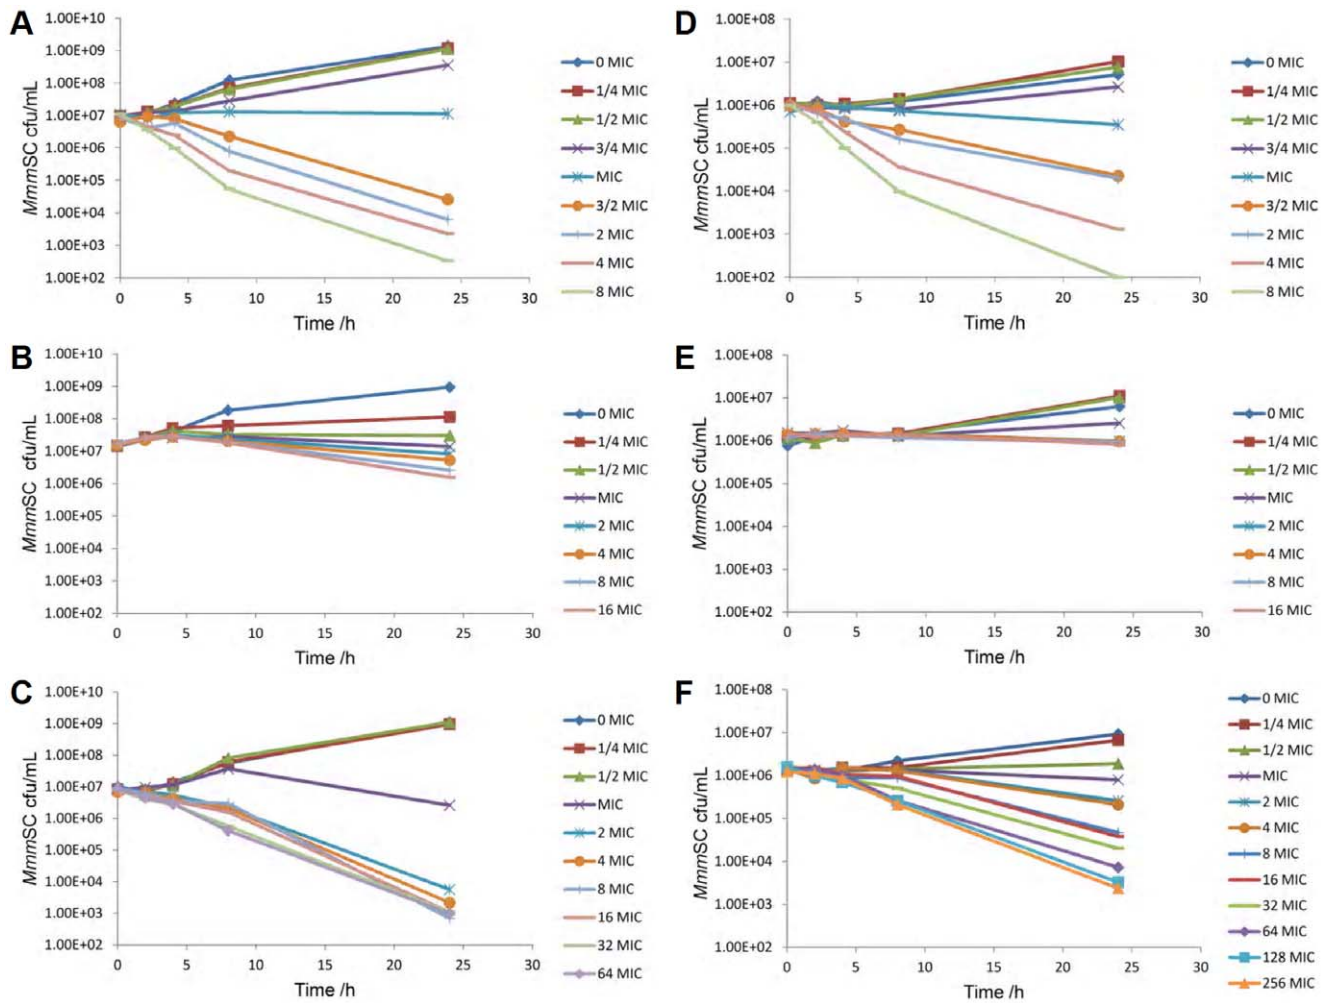 A
1.00E+10
1.00E+09
1.00E+08
1.00E+07
1.00E+06
1.00E+05
1.00E+04
1.00E+03
1.00E+02
MmmSC cfu/mL
0 5 10 15 20 25 30
Time /h
0 MIC
1/4 MIC
1/2 MIC
3/4 MIC
MIC
3/2 MIC
2 MIC
4 MIC
8 MIC
D
1.00E+08
1.00E+07
1.00E+06
1.00E+05
1.00E+04
1.00E+03
1.00E+02
MmmSC cfu/mL
0 5 10 15 20 25 30
Time /h
0 MIC
1/4 MIC
1/2 MIC
3/4 MIC
MIC
3/2 MIC
2 MIC
4 MIC
8 MIC
B
1.00E+10
1.00E+09
1.00E+08
1.00E+07
1.00E+06
1.00E+05
1.00E+04
1.00E+03
1.00E+02
MmmSC cfu/mL
0 5 10 15 20 25 30
Time /h
0 MIC
1/4 MIC
1/2 MIC
MIC
2 MIC
4 MIC
8 MIC
16 MIC
E
1.00E+08
1.00E+07
1.00E+06
1.00E+05
1.00E+04
1.00E+03
1.00E+02
MmmSC cfu/mL
0 5 10 15 20 25 30
Time /h
0 MIC
1/4 MIC
1/2 MIC
MIC
2 MIC
4 MIC
8 MIC
16 MIC
C
1.00E+10
1.00E+09
1.00E+08
1.00E+07
1.00E+06
1.00E+05
1.00E+04
1.00E+03
1.00E+02
MmmSC cfu/mL
0 5 10 15 20 25 30
Time /h
0 MIC
1/4 MIC
1/2 MIC
MIC
2 MIC
4 MIC
8 MIC
16 MIC
32 MIC
64 MIC
F
1.00E+08
1.00E+07
1.00E+06
1.00E+05
1.00E+04
1.00E+03
1.00E+02
MmmSC cfu/mL
0 5 10 15 20 25 30
Time /h
0 MIC
1/4 MIC
1/2 MIC
MIC
2 MIC
4 MIC
8 MIC
16 MIC
32 MIC
64 MIC
128 MIC
256 MIC